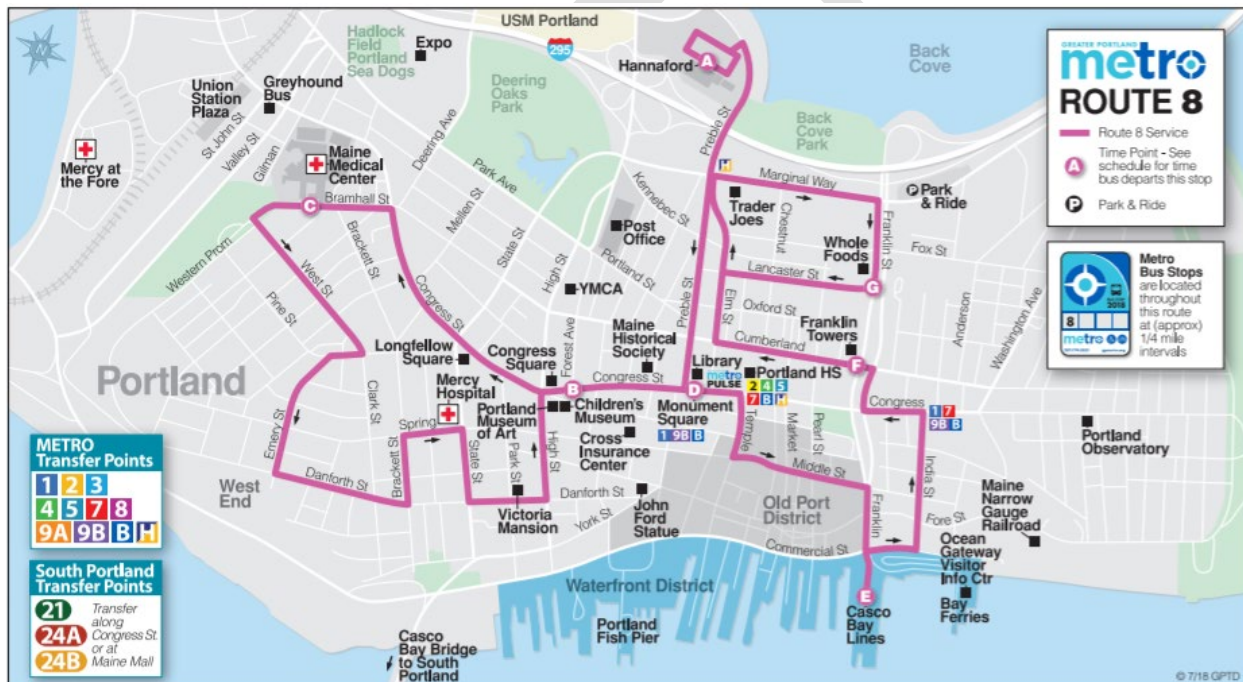 USM Portland
Hadlock
Field
Portland
Sea Dogs
Expo
295
Hannaford
A
Back
Cove
Union
Station
Plaza
Greyhound
Bus
Deering
Oaks
Park
Back
Cove
Park
Preble St
St John St
Valley St
Gilman
Deering Ave
Park Ave
Mercy at
the Fore
Maine
Medical
Center
Bramhall St
C
Mellen St
Kennebec St
H
Marginal Way
Trader
Joes
Chestnut
Park
& Ride
Franklin St
Whole
Foods
Fox St
Post
Office
State St
High St
Portland St
YMCA
Western Prom
West St
Pine St
Brackett St
Congress St
Preble St
Elm St
Lancaster St
G
Oxford St
Anderson
Washington Ave
Cumberland
Franklin
Towers
F
Maine
Historical
Society
Forest Ave
Longfellow
Square
Congress
Square
B
Congress St
Library
metro
PULSE
D
Portland HS
2 4 5
7 B H
Monument
Square
1 9B B
Congress
1 7
9B B
Portland
Clark St
Mercy
Hospital
Spring
Portland
Museum
of Art
Children's
Museum
Cross
Insurance
Center
Temple
Market
Pearl St
Middle St
India St
Portland
Observatory
Emery St
Danforth St
Brackett St
State St
Park St
High St
Danforth St
Victoria
Mansion
York St
John
Ford
Statue
Old Port
District
Franklin
Fore St
Commercial St
Maine
Narrow
Gauge
Railroad
West
End
Waterfront District
E
Casco
Bay
Lines
Ocean
Gateway
Visitor
Info Ctr
Bay
Ferries
Portland
Fish Pier
Casco
Bay Bridge
to South
Portland
METRO
Transfer Points
1 2 3
4 5 7 8
9A 9B B H
South Portland
Transfer Points
21
24A
24B
Transfer
along
Congress St.
or at
Maine Mall
GREATER PORTLAND
metro
ROUTE 8
Route 8 Service
A
Time Point - See
schedule for time
bus departs this stop
P
Park & Ride
Metro
Bus Stops
are located
throughout
this route
at (approx)
1/4 mile
intervals
8
metro
© 7/18 GPTD